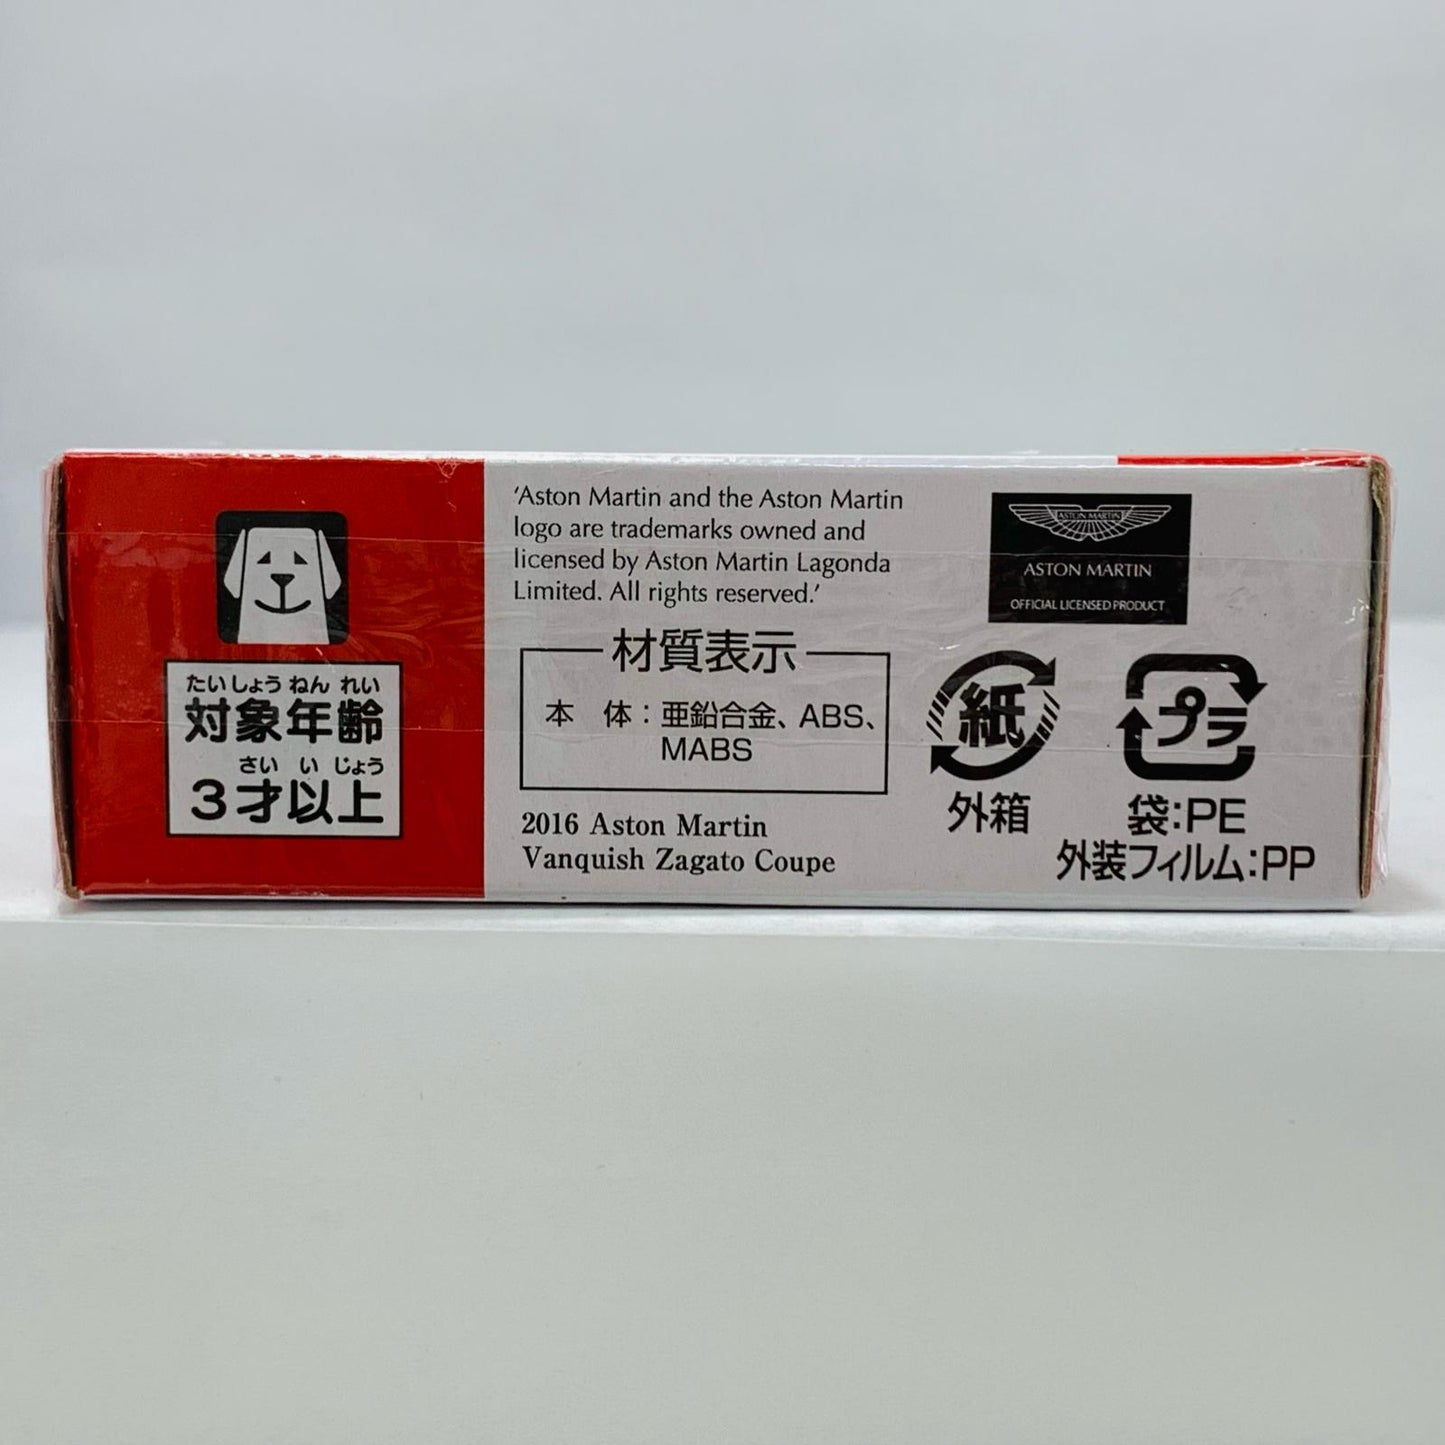 たいしょう ねん れい
対象年齢
さい い じょう
3才以上
'Aston Martin and the Aston Martin
logo are trademarks owned and
licensed by Aston Martin Lagonda
Limited. All rights reserved.'
材質表示
本 体：亜鉛合金、ABS、
MABS
2016 Aston Martin
Vanquish Zagato Coupe
ASTON MARTIN
ASTON MARTIN
OFFICIAL LICENSED PRODUCT
紙
外箱
プラ
袋:PE
外装フィルム:PP